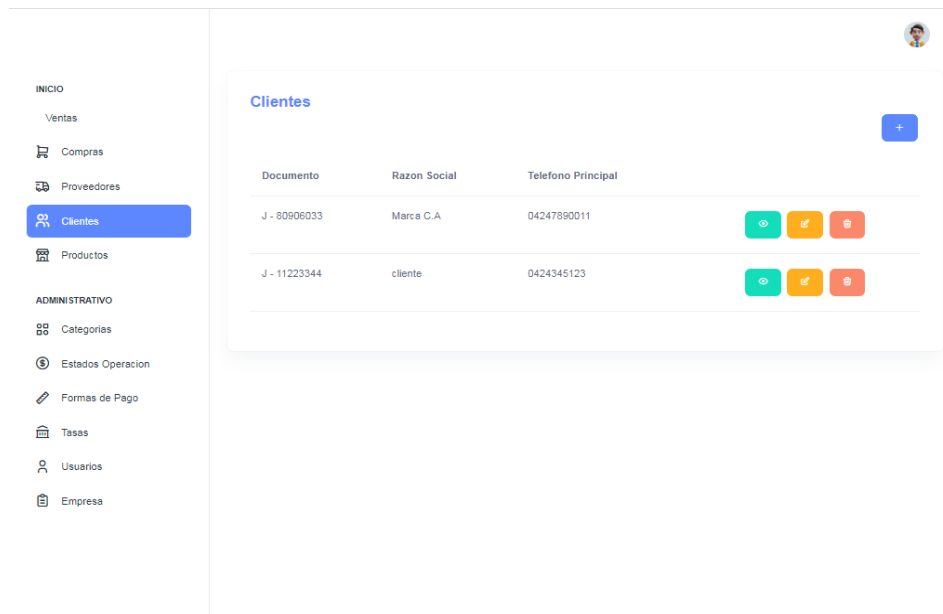 INICIO
Ventas
Compras
Proveedores
Clientes
Productos
ADMINISTRATIVO
Categorias
Estados Operacion
Formas de Pago
Tasas
Usuarios
Empresa
Clientes
+
Documento Razon Social Telefono Principal
J - 80906033 Marca C.A 04247890011
J - 11223344 cliente 0424345123